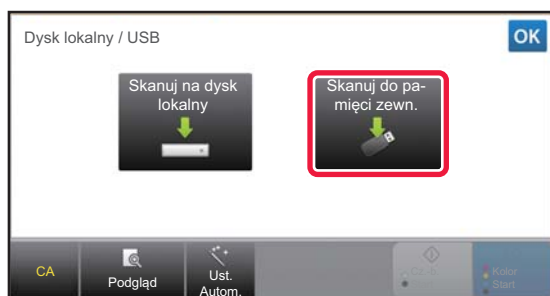 Dysk lokalny / USB
OK
Skanuj na dysk
lokalny
Skanuj do pa-
mięci zewn.
CA
Podgląd
Ust.
Autom.
Kolor
Start